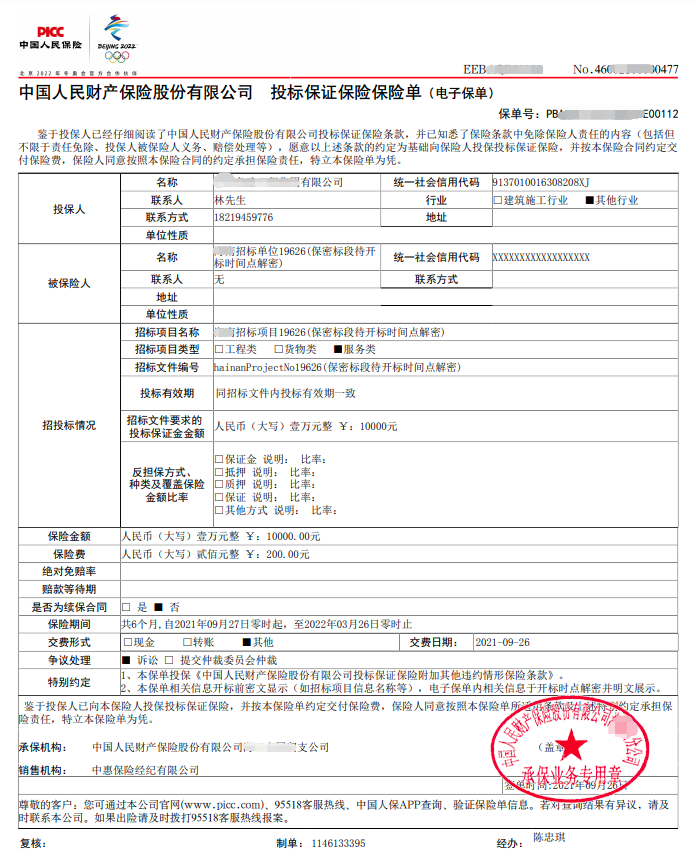 PICC
中国人民保险
BEIJING 2022
北京2022年冬奥会官方合作伙伴
EEB No.460 00477
中国人民财产保险股份有限公司 投标保证保险保险单（电子保单）
保单号: PB E00112
鉴于投保人已经仔细阅读了中国人民财产保险股份有限公司投标保证保险条款，并已知悉了保险条款中免除保险人责任的内容（包括但
不限于责任免除、投保人被保险人义务、赔偿处理等），愿意以上述条款的约定为基础向保险人投保投标保证保险，并按本保险合同约定交
付保险费，保险人同意按照本保险合同的约定承担保险责任，特立本保险单为凭。
投保人 名称 有限公司 统一社会信用代码 9137010016308208XJ
联系人 林先生 行业 □建筑施工行业 ■其他行业
联系方式 18219459776 地址
单位性质
被保险人 名称 招标单位19626(保密标段待开
标时间点解密) 统一社会信用代码 XXXXXXXXXXXXXXXXXX
联系人 无 联系方式
地址
单位性质
招投标情况 招标项目名称 南招标项目19626(保密标段待开标时间点解密)
招标项目类型 □工程类 □货物类 ■服务类
招标文件编号 hainanProjectNo19626(保密标段待开标时间点解密)
投标有效期 同招标文件内投标有效期一致
招标文件要求的
投标保证金金额 人民币（大写）壹万元整 ￥: 10000元
反担保方式、
种类及覆盖保险
金额比率
□保证金 说明: 比率:
□抵押 说明: 比率:
□质押 说明: 比率:
□保证 说明: 比率:
□其他方式 说明: 比率:
保险金额 人民币（大写）壹万元整 ￥: 10000.00元
保险费 人民币（大写）贰佰元整 ￥: 200.00元
绝对免赔率
赔款等待期
是否为续保合同 □ 是 ■ 否
保险期间 共6个月,自2021年09月27日零时起，至2022年03月26日零时止
交费形式 □现金 □转账 ■其他 交费日期: 2021-09-26
争议处理 ■ 诉讼 □ 提交仲裁委员会仲裁
特别约定 1、本保单投保《中国人民财产保险股份有限公司投标保证保险附加其他违约情形保险条款》。
2、本保单相关信息开标前密文显示（如招标项目信息名称等），电子保单内相关信息于开标时点解密并明文展示。
鉴于投保人已向本保险人投保投标保证保险，并按本保险单约定交付保险费，保险人同意按照本保险单所 条款及 特别约定承担保
险责任，特立本保险单为凭。
承保机构: 中国人民财产保险股份有限公司 支公司 （盖章
销售机构: 中惠保险经纪有限公司
中国人民财产保险股份有限公司 分公司
承保业务专用章
签单时间:2021年09月26日
尊敬的客户: 您可通过本公司官网(www.picc.com)、95518客服热线、中国人保APP查询、验证保险单信息。若对查询结果有异议，请及
时联系本公司。如果出险请及时拨打95518客服热线报案。
复核: 制单: 1146133395 经办: 陈忠琪